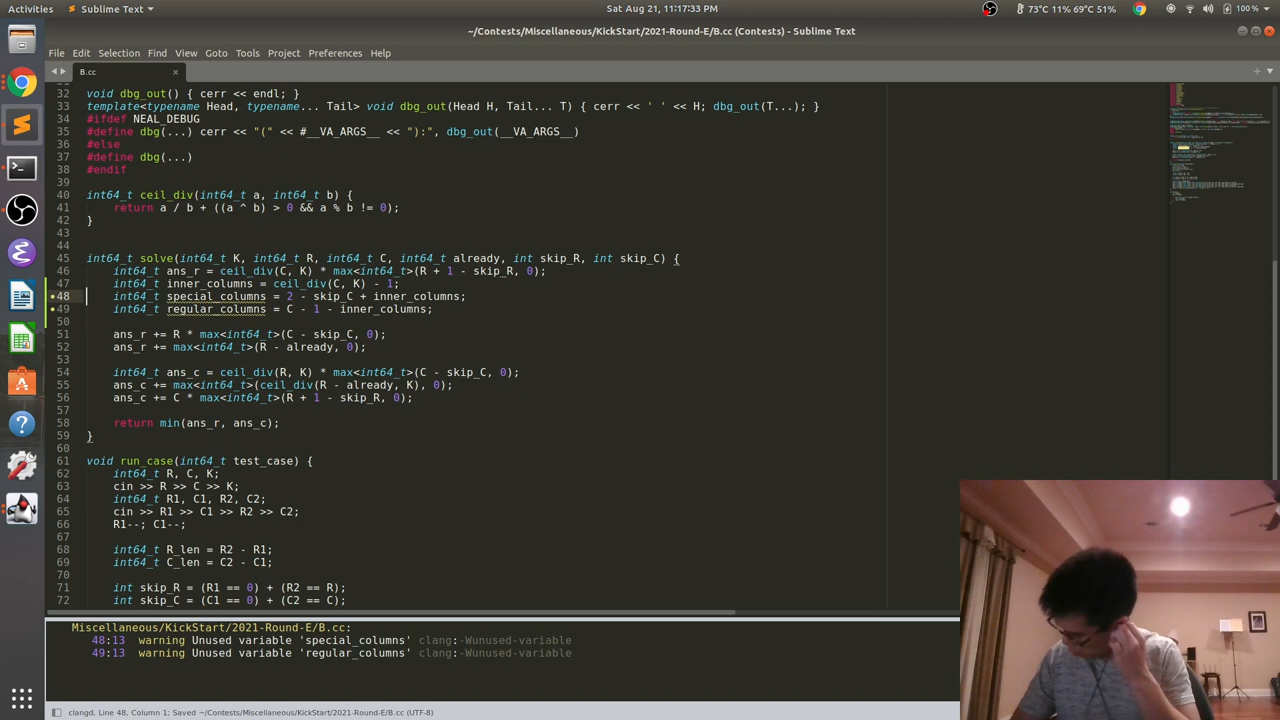 Activities Sublime Text Sat Aug 21, 11:17:33 PM 73°C 11% 69°C 51% 100 %
~/Contests/Miscellaneous/KickStart/2021-Round-E/B.cc (Contests) - Sublime Text
File Edit Selection Find View Goto Tools Project Preferences Help
B.cc
32 void dbg_out() { cerr << endl; }
33 template<typename Head, typename... Tail> void dbg_out(Head H, Tail... T) { cerr << ' ' << H; dbg_out(T...); }
34 #ifdef NEAL_DEBUG
35 #define dbg(...) cerr << "(" << #__VA_ARGS__ << "):", dbg_out(__VA_ARGS__)
36 #else
37 #define dbg(...)
38 #endif
39
40 int64_t ceil_div(int64_t a, int64_t b) {
41 return a / b + ((a ^ b) > 0 && a % b != 0);
42 }
43
44
45 int64_t solve(int64_t K, int64_t R, int64_t C, int64_t already, int skip_R, int skip_C) {
46 int64_t ans_r = ceil_div(C, K) * max<int64_t>(R + 1 - skip_R, 0);
47 int64_t inner_columns = ceil_div(C, K) - 1;
48 int64_t special_columns = 2 - skip_C + inner_columns;
49 int64_t regular_columns = C - 1 - inner_columns;
50
51 ans_r += R * max<int64_t>(C - skip_C, 0);
52 ans_r += max<int64_t>(R - already, 0);
53
54 int64_t ans_c = ceil_div(R, K) * max<int64_t>(C - skip_C, 0);
55 ans_c += max<int64_t>(ceil_div(R - already, K), 0);
56 ans_c += C * max<int64_t>(R + 1 - skip_R, 0);
57
58 return min(ans_r, ans_c);
59 }
60
61 void run_case(int64_t test_case) {
62 int64_t R, C, K;
63 cin >> R >> C >> K;
64 int64_t R1, C1, R2, C2;
65 cin >> R1 >> C1 >> R2 >> C2;
66 R1--; C1--;
67
68 int64_t R_len = R2 - R1;
69 int64_t C_len = C2 - C1;
70
71 int skip_R = (R1 == 0) + (R2 == R);
72 int skip_C = (C1 == 0) + (C2 == C);
Miscellaneous/KickStart/2021-Round-E/B.cc:
48:13 warning Unused variable 'special_columns' clang:-Wunused-variable
49:13 warning Unused variable 'regular_columns' clang:-Wunused-variable
clangd, Line 48, Column 1; Saved ~/Contests/Miscellaneous/KickStart/2021-Round-E/B.cc (UTF-8)